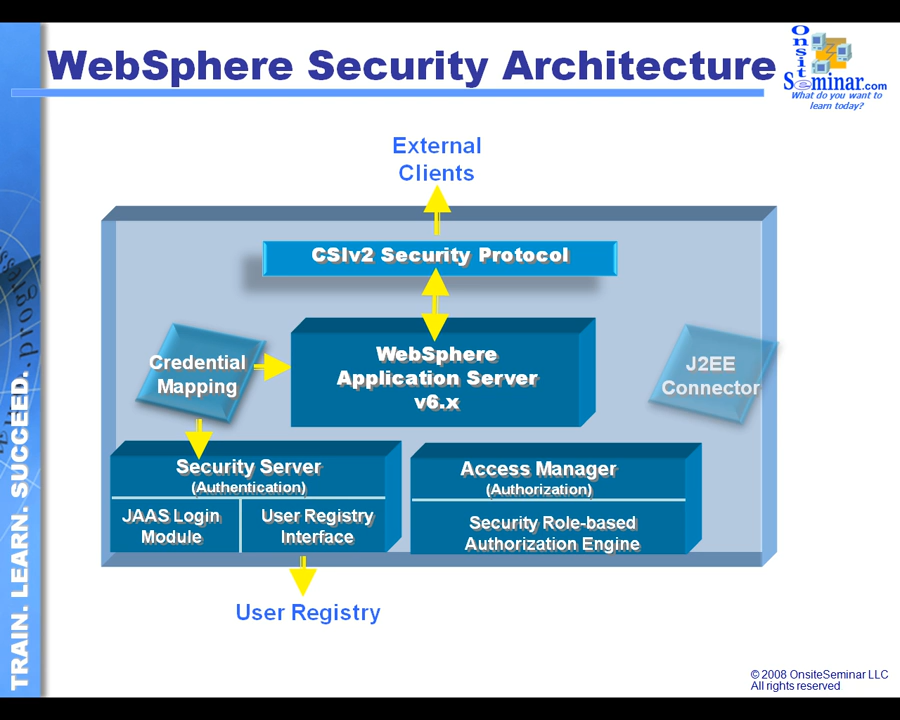 WebSphere Security Architecture
Onsite
Seminar.com
What do you want to
learn today?
External
Clients
CSIv2 Security Protocol
Credential
Mapping
WebSphere
Application Server
v6.x
J2EE
Connector
Security Server
(Authentication)
JAAS Login
Module
User Registry
Interface
Access Manager
(Authorization)
Security Role-based
Authorization Engine
User Registry
TRAIN. LEARN. SUCCEED.
© 2008 OnsiteSeminar LLC
All rights reserved